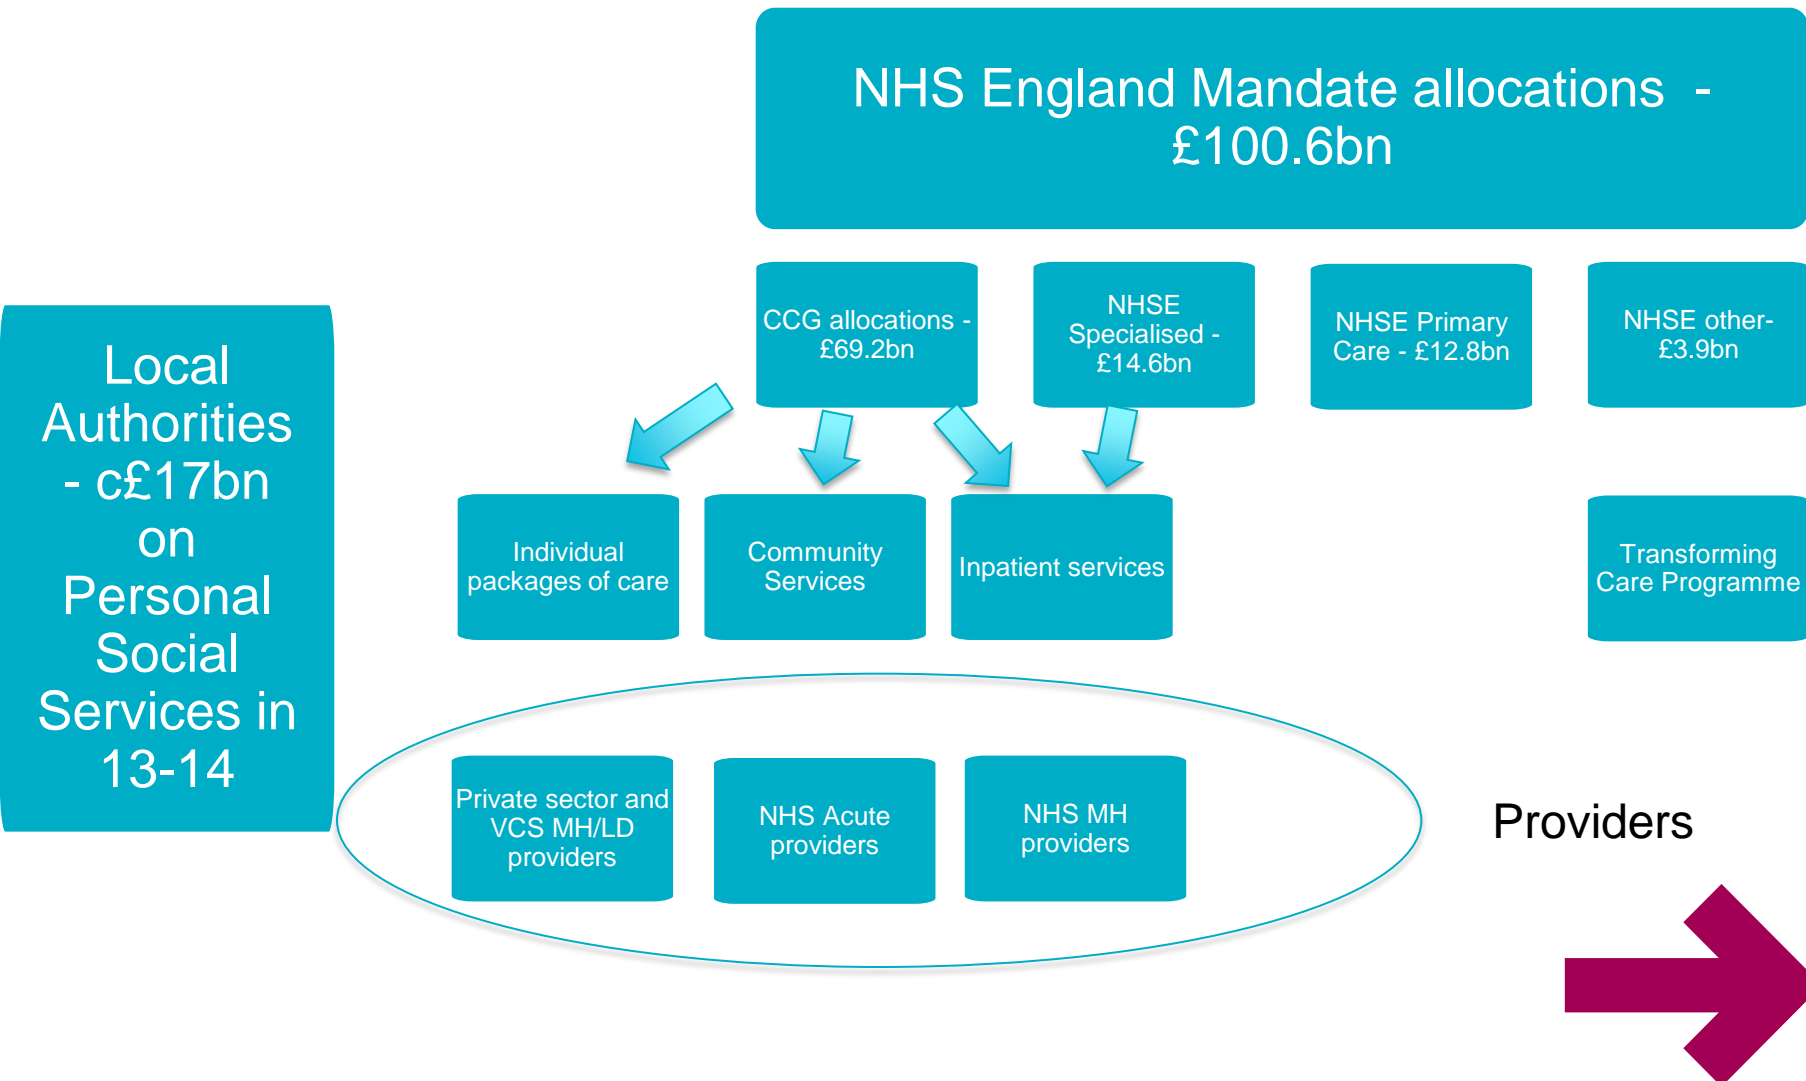 NHS England Mandate allocations -
£100.6bn
CCG allocations -
£69.2bn
NHSE
Specialised -
£14.6bn
NHSE Primary
Care - £12.8bn
NHSE other-
£3.9bn
Local
Authorities
- c£17bn
on
Personal
Social
Services in
13-14
Individual
packages of care
Community
Services
Inpatient services
Transforming
Care Programme
Private sector and
VCS MH/LD
providers
NHS Acute
providers
NHS MH
providers
Providers